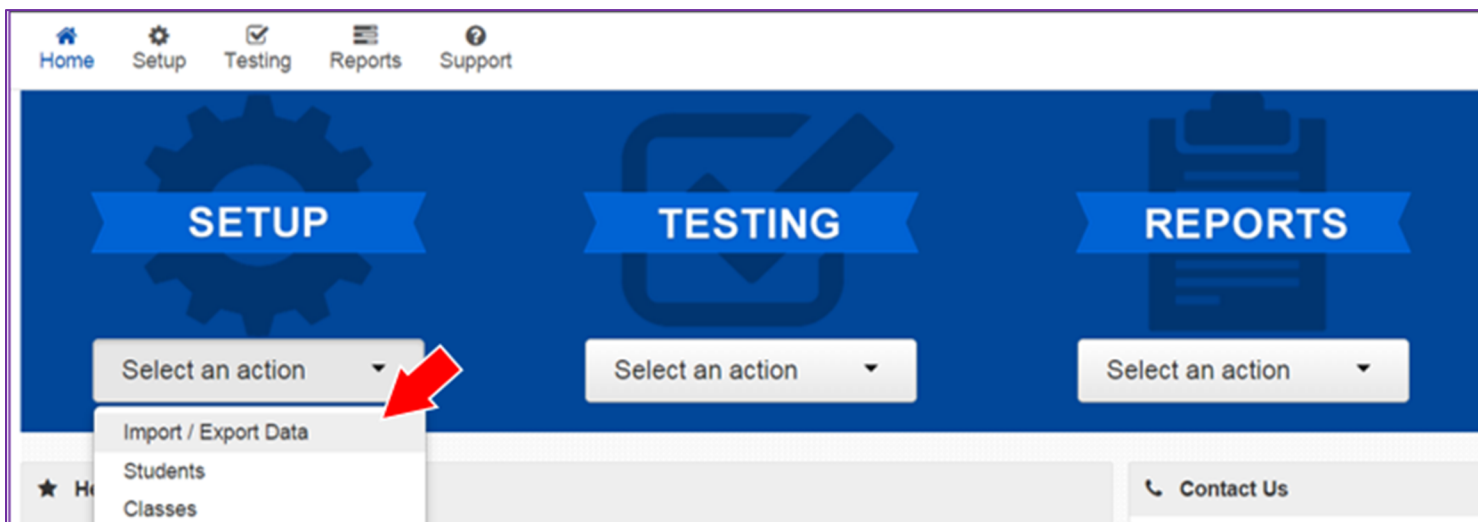 Home Setup Testing Reports Support
SETUP TESTING REPORTS
Select an action Select an action Select an action
Import / Export Data
Students
Classes
Contact Us